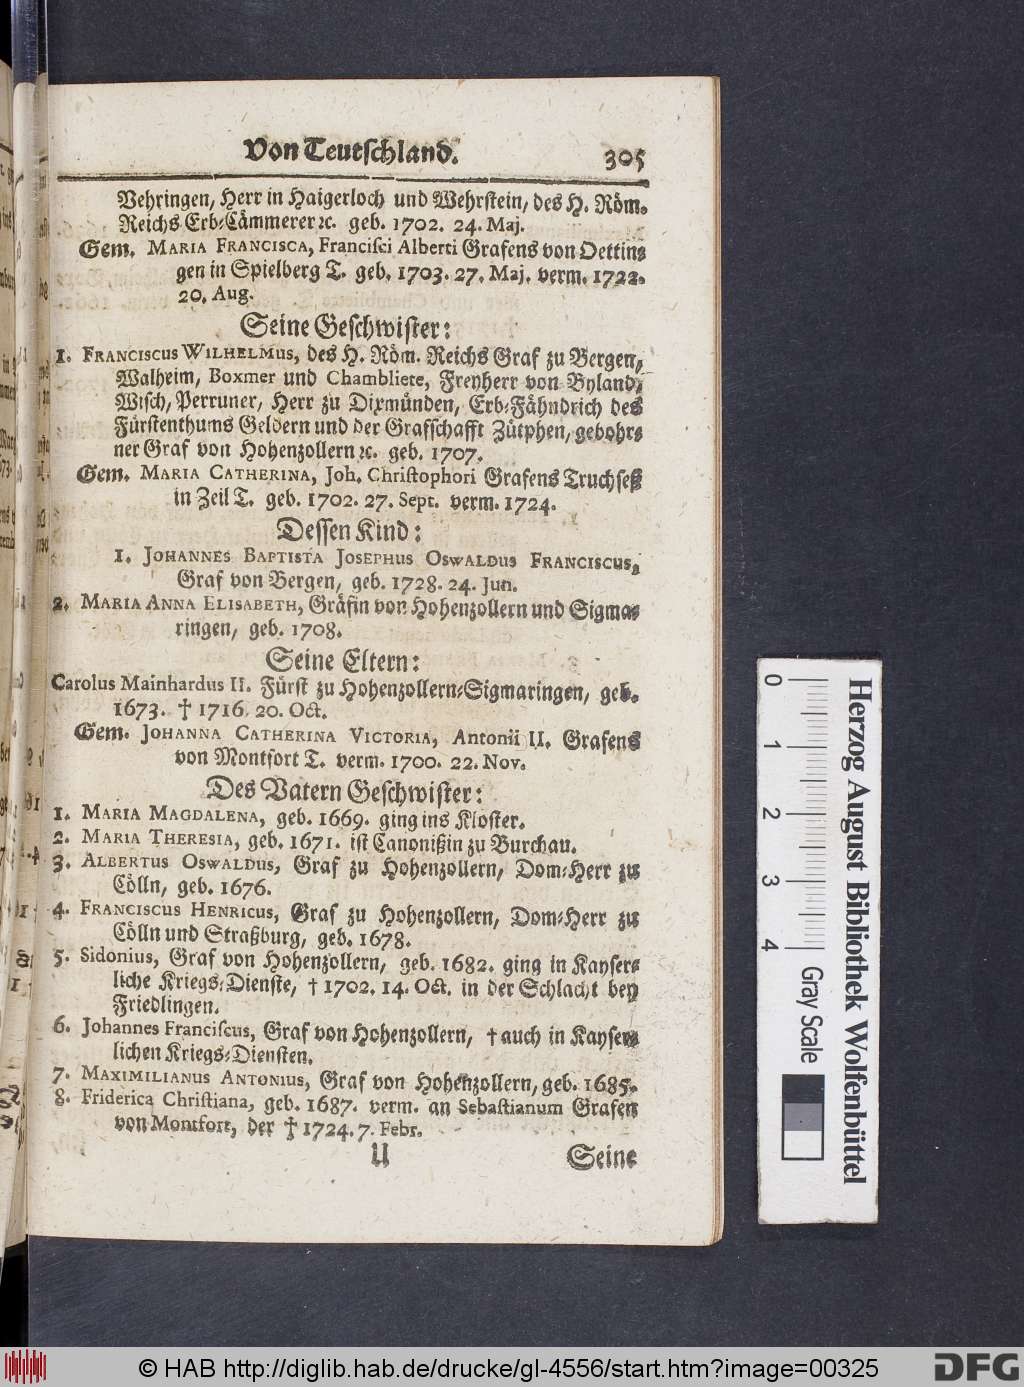 Von Teutschland. 305
Vehringen, Herr in Haigerloch und Wehrstein, des H. Röm.
Reichs Erb-Cämmerer ꝛc. geb. 1702. 24. Maj.
Gem. MARIA FRANCISCA, Francisci Alberti Grafens von Oettin-
gen in Spielberg T. geb. 1703. 27. Maj. verm. 1722.
20. Aug.
Seine Geschwister:
1. FRANCISCUS WILHELMUS, des H. Röm. Reichs Graf zu Bergen,
Walheim, Boxmer und Chambliete, Freyherr von Byland,
Wisch, Perruner, Herr zu Dixmünden, Erb-Fähndrich des
Fürstenthums Geldern und der Grafschafft Zütphen, gebohr-
ner Graf von Hohenzollern ꝛc. geb. 1707.
Gem. MARIA CATHERINA, Joh. Christophori Grafens Truchseß
in Zeil T. geb. 1702. 27. Sept. verm. 1724.
Dessen Kind:
1. JOHANNES BAPTISTA JOSEPHUS OSWALDUS FRANCISCUS,
Graf von Bergen, geb. 1728. 24. Jun.
2. MARIA ANNA ELISABETH, Gräfin von Hohenzollern und Sigma-
ringen, geb. 1708.
Seine Eltern:
Carolus Mainhardus II. Fürst zu Hohenzollern-Sigmaringen, geb.
1673. † 1716. 20. Oct.
Gem. JOHANNA CATHERINA VICTORIA, Antonii II. Grafens
von Montfort T. verm. 1700. 22. Nov.
Des Vatern Geschwister:
1. MARIA MAGDALENA, geb. 1669. ging ins Kloster.
2. MARIA THERESIA, geb. 1671. ist Canonißin zu Burchau.
3. ALBERTUS OSWALDUS, Graf zu Hohenzollern, Dom-Herr zu
Cölln, geb. 1676.
4. FRANCISCUS HENRICUS, Graf zu Hohenzollern, Dom-Herr zu
Cölln und Straßburg, geb. 1678.
5. Sidonius, Graf von Hohenzollern, geb. 1682. ging in Kayser-
liche Kriegs-Dienste, † 1702. 14. Oct. in der Schlacht bey
Friedlingen.
6. Johannes Franciscus, Graf von Hohenzollern, † auch in Kayser-
lichen Kriegs-Diensten.
7. MAXIMILIANUS ANTONIUS, Graf von Hohenzollern, geb. 1685.
8. Friderica Christiana, geb. 1687. verm. an Sebastianum Grafen
von Montfort, der † 1724. 7. Febr.
U Seine
0 1 2 3 4 Gray Scale
Herzog August Bibliothek Wolfenbüttel
© HAB http://diglib.hab.de/drucke/gl-4556/start.htm?image=00325
DFG